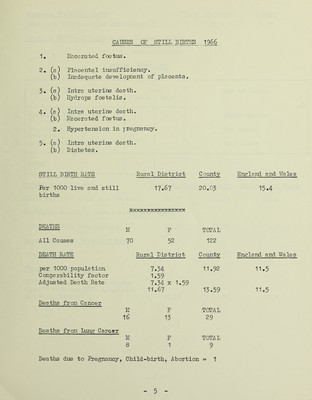 CAUSES OF STILL BIRTHS 1966
1. Macerated foetus.
2. (a) Placental insufficiency.
(b) Inadequate development of placenta.
3. (a) Intra uterine death.
(b) Hydrops foetalis.
4. (a) Intra uterine death.
(b) Macerated foetus.
2. Hypertension in pregnancy.
5. (a) Intra uterine death.
(b) Diabetes.
STILL BIRTH RATE Rural District County England and Wales
Per 1000 live and still 17.67 20.03 15.4
births
DEATHS M F TOTAL
All Causes 70 52 122
DEATH RATE Rural District County England and Wales
per 1000 population 7.34 11.92 11.5
Comparability factor 1.59
Adjusted Death Rate 7.34 x 1.59
11.67 13.59 11.5
Deaths from Cancer
M F TOTAL
16 13 29
Deaths from Lung Cancer
M F TOTAL
8 1 9
Deaths due to Pregnancy, Child-birth, Abortion = 1
- 5 -